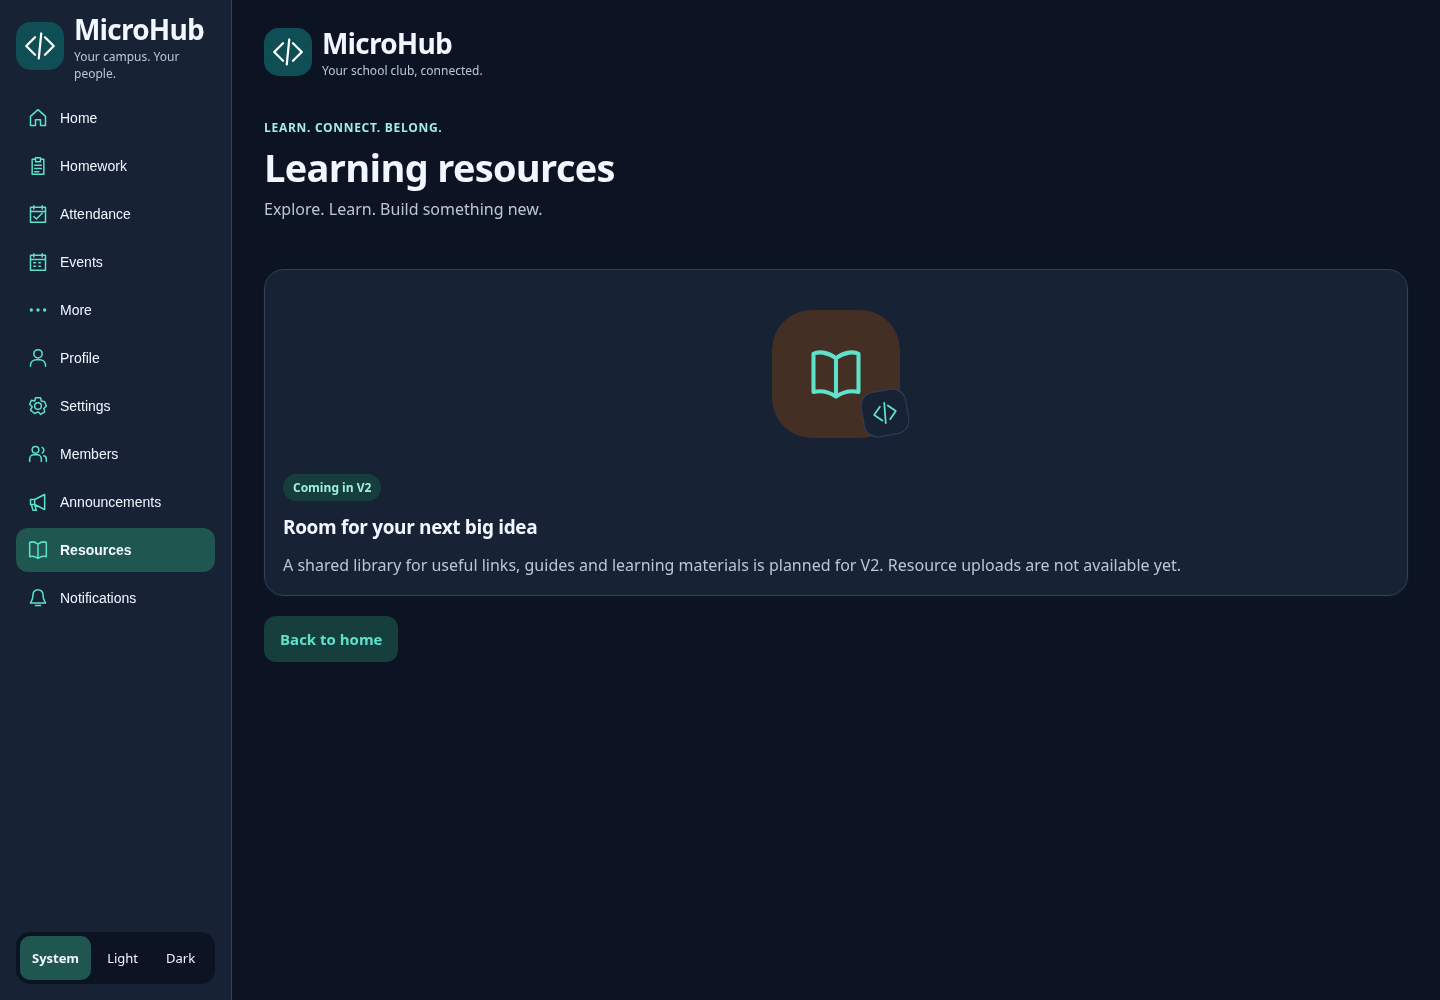 MicroHub
Your campus. Your
people.
Home
Homework
Attendance
Events
More
Profile
Settings
Members
Announcements
Resources
Notifications
System Light Dark
MicroHub
Your school club, connected.
LEARN. CONNECT. BELONG.
Learning resources
Explore. Learn. Build something new.
Coming in V2
Room for your next big idea
A shared library for useful links, guides and learning materials is planned for V2. Resource uploads are not available yet.
Back to home